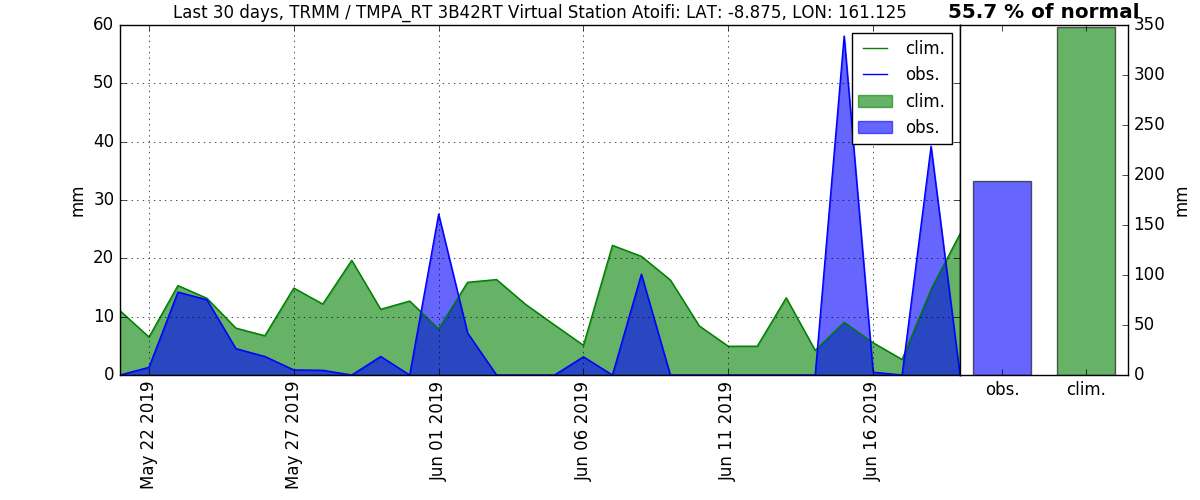 Last 30 days, TRMM / TMPA_RT 3B42RT Virtual Station Atoifi: LAT: -8.875, LON: 161.125
55.7 % of normal
60
50
40
30
20
10
0
mm
clim.
obs.
clim.
obs.
May 22 2019
May 27 2019
Jun 01 2019
Jun 06 2019
Jun 11 2019
Jun 16 2019
350
300
250
200
150
100
50
0
mm
obs.
clim.